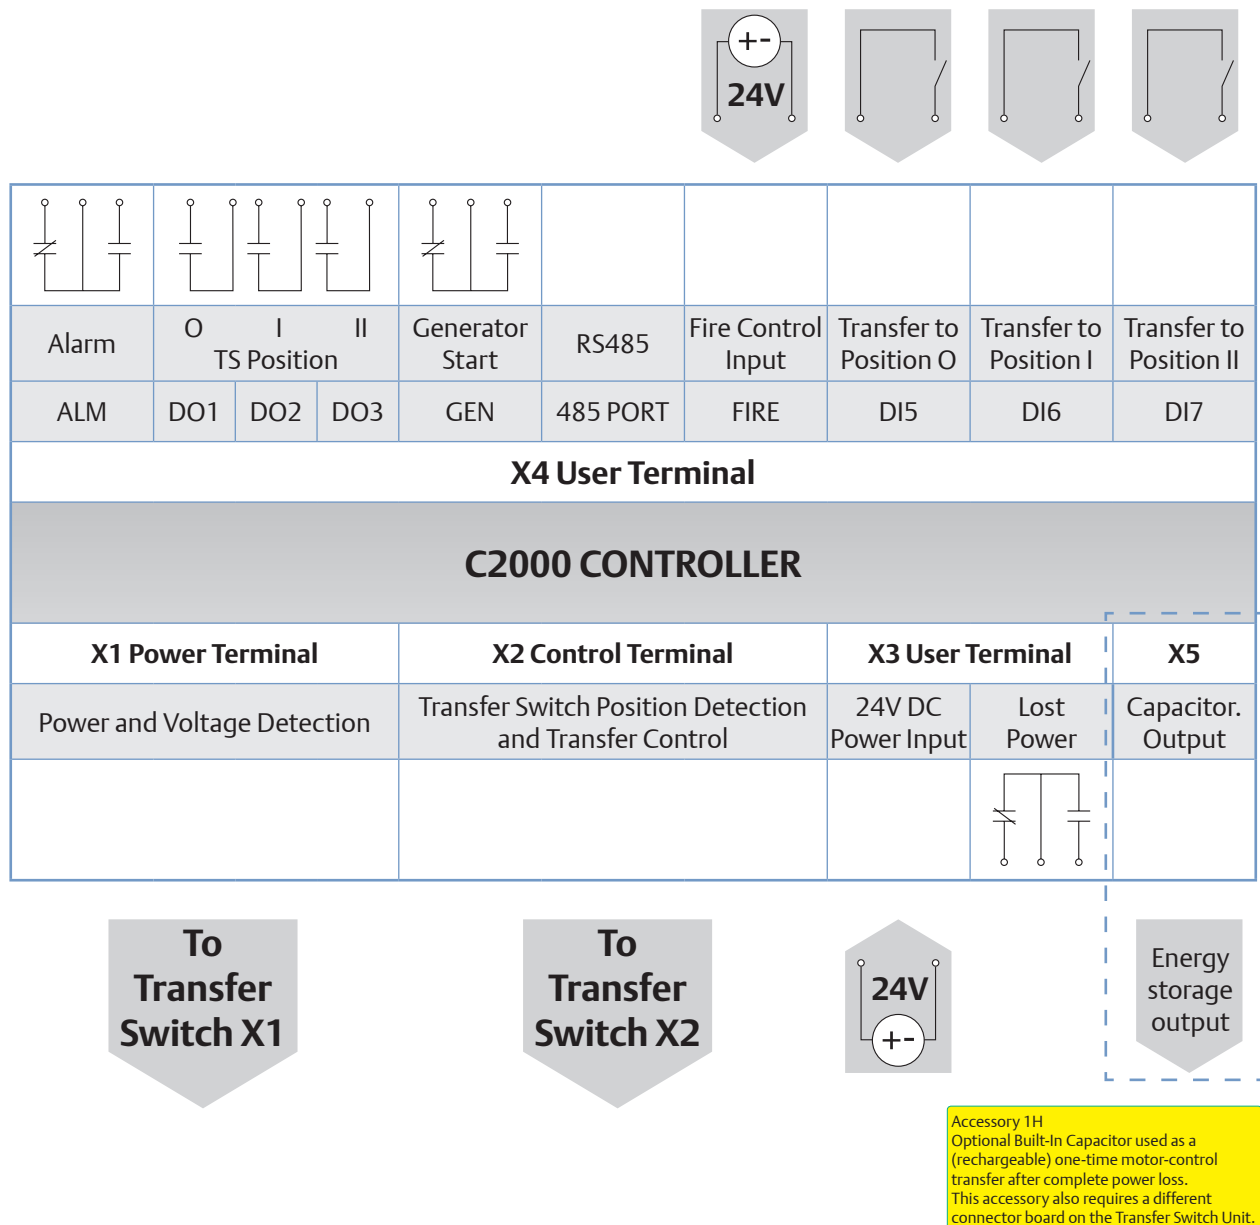 +-
24V
Alarm
O I II
TS Position
Generator
Start
RS485
Fire Control
Input
Transfer to
Position O
Transfer to
Position I
Transfer to
Position II
ALM
DO1
DO2
DO3
GEN
485 PORT
FIRE
DI5
DI6
DI7
X4 User Terminal
C2000 CONTROLLER
X1 Power Terminal
X2 Control Terminal
X3 User Terminal
X5
Power and Voltage Detection
Transfer Switch Position Detection
and Transfer Control
24V DC
Power Input
Lost
Power
Capacitor.
Output
To
Transfer
Switch X1
To
Transfer
Switch X2
24V
+-
Energy
storage
output
Accessory 1H
Optional Built-In Capacitor used as a
(rechargeable) one-time motor-control
transfer after complete power loss.
This accessory also requires a different
connector board on the Transfer Switch Unit.